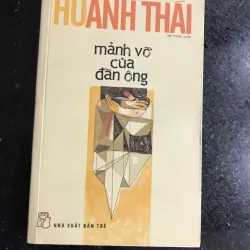 HỒ ANH THÁI
mảnh vỡ
của
đàn ông
NHÀ XUẤT BẢN TRẺ